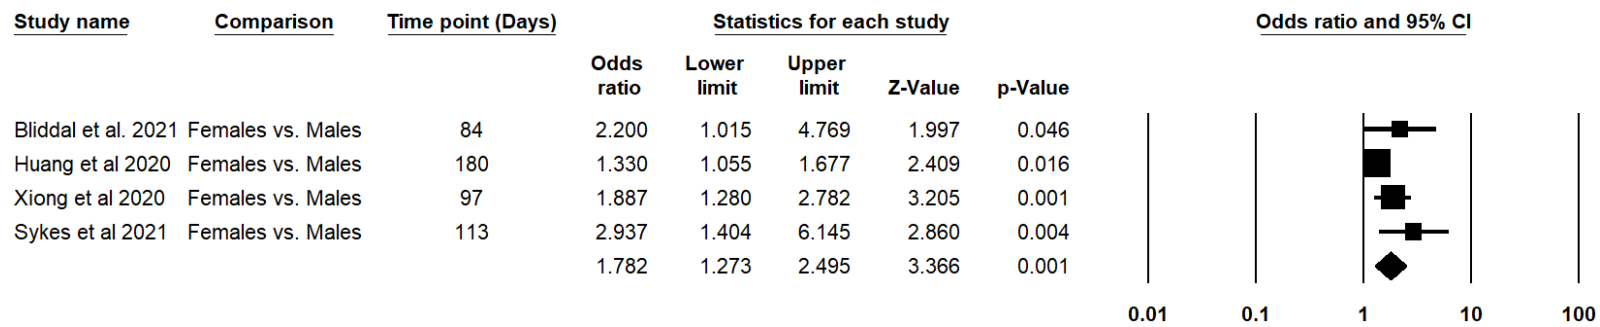 Study name Comparison Time point (Days) Statistics for each study Odds ratio and 95% CI
Odds Lower Upper
ratio limit limit Z-Value p-Value
Bliddal et al. 2021 Females vs. Males 84 2.200 1.015 4.769 1.997 0.046
Huang et al 2020 Females vs. Males 180 1.330 1.055 1.677 2.409 0.016
Xiong et al 2020 Females vs. Males 97 1.887 1.280 2.782 3.205 0.001
Sykes et al 2021 Females vs. Males 113 2.937 1.404 6.145 2.860 0.004
1.782 1.273 2.495 3.366 0.001
0.01 0.1 1 10 100